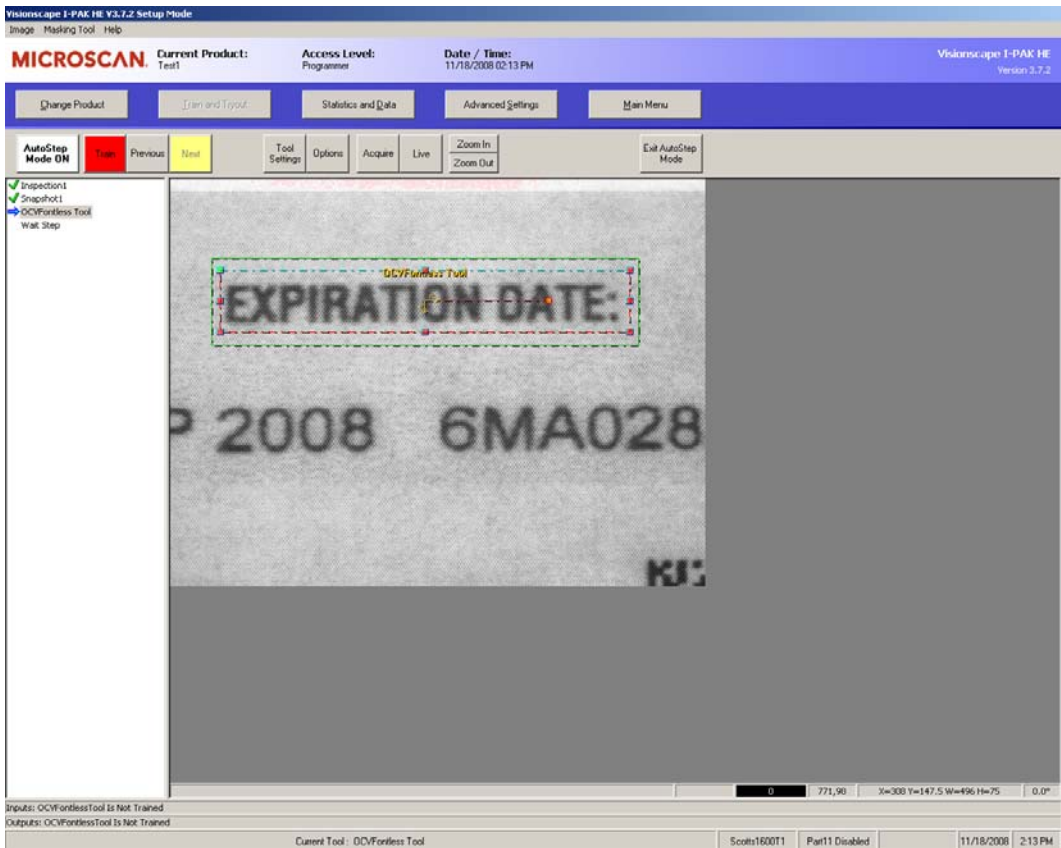 Visionscape I-PAK HE V3.7.2 Setup Mode
Image Masking Tool Help
MICROSCAN. Current Product: Access Level: Date / Time: Visionscape I-PAK HE
Test1 Programmer 11/18/2008 02:13 PM Version 3.7.2
Change Product Train and Tryout Statistics and Data Advanced Settings Main Menu
AutoStep Mode ON Train Previous Next Tool Settings Options Acquire Live Zoom In Zoom Out Exit AutoStep Mode
Inspection1
Snapshot1
OCVFontless Tool
Wait Step
OCVFontless Tool
EXPIRATION DATE:
P 2008 6MA028
0 771,98 X=308 Y=147.5 W=496 H=75 0.0°
Inputs: OCVFontlessTool Is Not Trained
Outputs: OCVFontlessTool Is Not Trained
Current Tool : OCVFontless Tool Scotts1600T1 Part11 Disabled 11/18/2008 2:13 PM